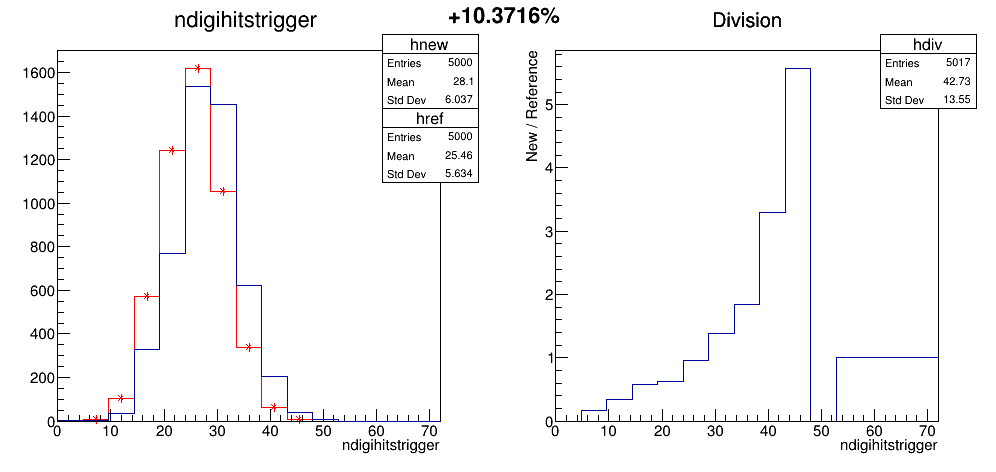 +10.3716%
ndigihitstrigger
hnew
Entries 5000
Mean 28.1
Std Dev 6.037
href
Entries 5000
Mean 25.46
Std Dev 5.634
1600
1400
1200
1000
800
600
400
200
0
0 10 20 30 40 50 60 70
ndigihitstrigger
Division
hdiv
Entries 5017
Mean 42.73
Std Dev 13.55
New / Reference
5
4
3
2
1
0
0 10 20 30 40 50 60 70
ndigihitstrigger